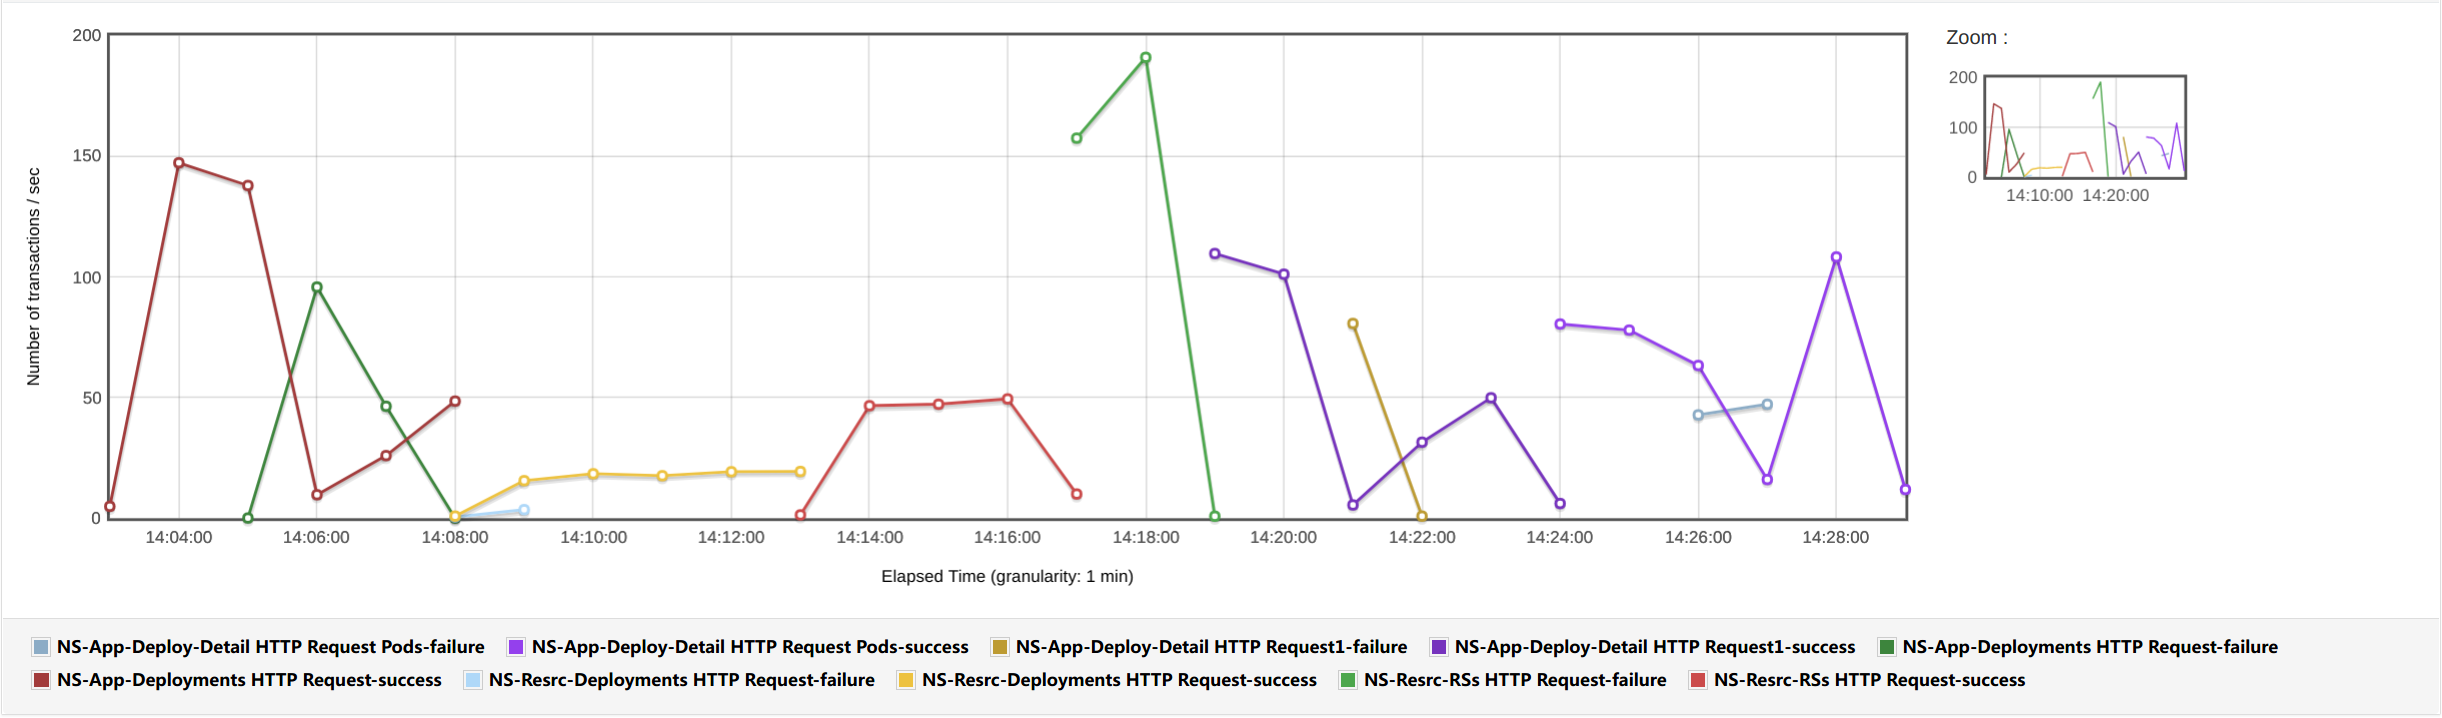 200
150
100
50
0
Number of transactions / sec
14:04:00 14:06:00 14:08:00 14:10:00 14:12:00 14:14:00 14:16:00 14:18:00 14:20:00 14:22:00 14:24:00 14:26:00 14:28:00
Elapsed Time (granularity: 1 min)
Zoom :
200
100
0
14:10:00 14:20:00
NS-App-Deploy-Detail HTTP Request Pods-failure NS-App-Deploy-Detail HTTP Request Pods-success NS-App-Deploy-Detail HTTP Request1-failure NS-App-Deploy-Detail HTTP Request1-success NS-App-Deployments HTTP Request-failure
NS-App-Deployments HTTP Request-success NS-Resrc-Deployments HTTP Request-failure NS-Resrc-Deployments HTTP Request-success NS-Resrc-RSs HTTP Request-failure NS-Resrc-RSs HTTP Request-success